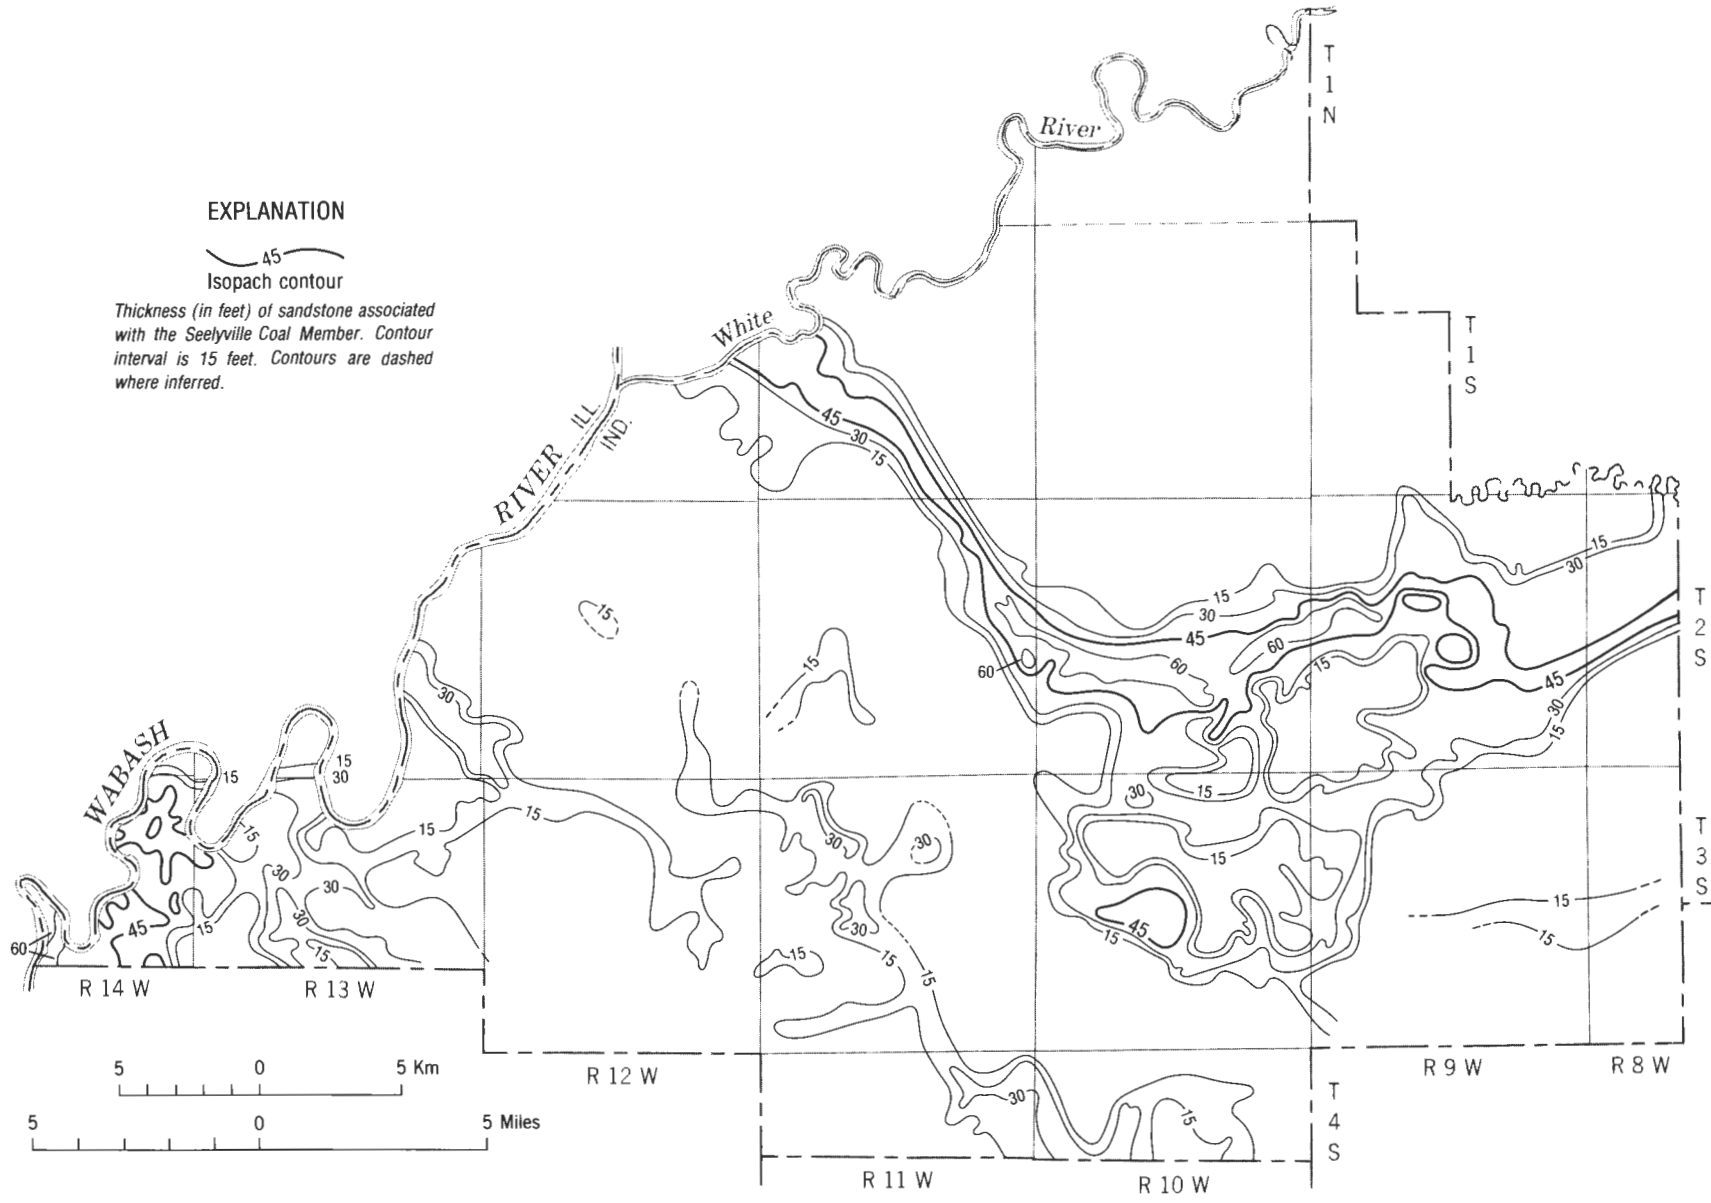 T
1
N
River
EXPLANATION
45
Isopach contour
Thickness (in feet) of sandstone associated
with the Seelyville Coal Member. Contour
interval is 15 feet. Contours are dashed
where inferred.
White
T
1
S
ILL.
IND.
RIVER
45
30
15
15
30
15
15
30
45
60
60
15
T
2
S
15
60
45
30
15
30
WABASH
15
30
15
30
15
15
15
15
30
30
15
T
3
S
30
30
30
15
15
45
15
30
30
45
15
15
15
60
15
15
15
15
R 14 W
R 13 W
5 0 5 Km
R 12 W
R 9 W
R 8 W
5 0 5 Miles
30
15
T
4
S
R 11 W
R 10 W